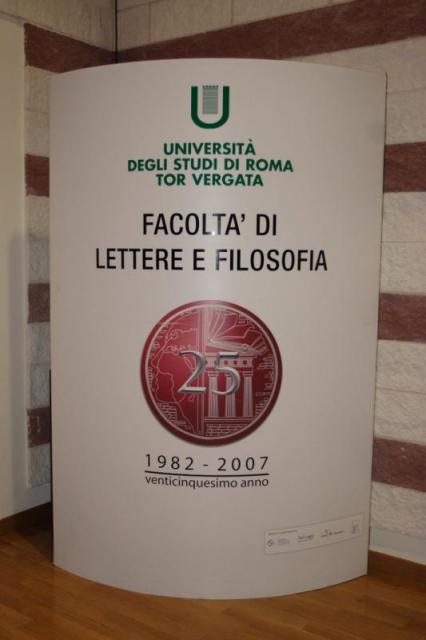 UNIVERSITÀ
DEGLI STUDI DI ROMA
TOR VERGATA
FACOLTA' DI
LETTERE E FILOSOFIA
25°
1982 - 2007
venticinquesimo anno